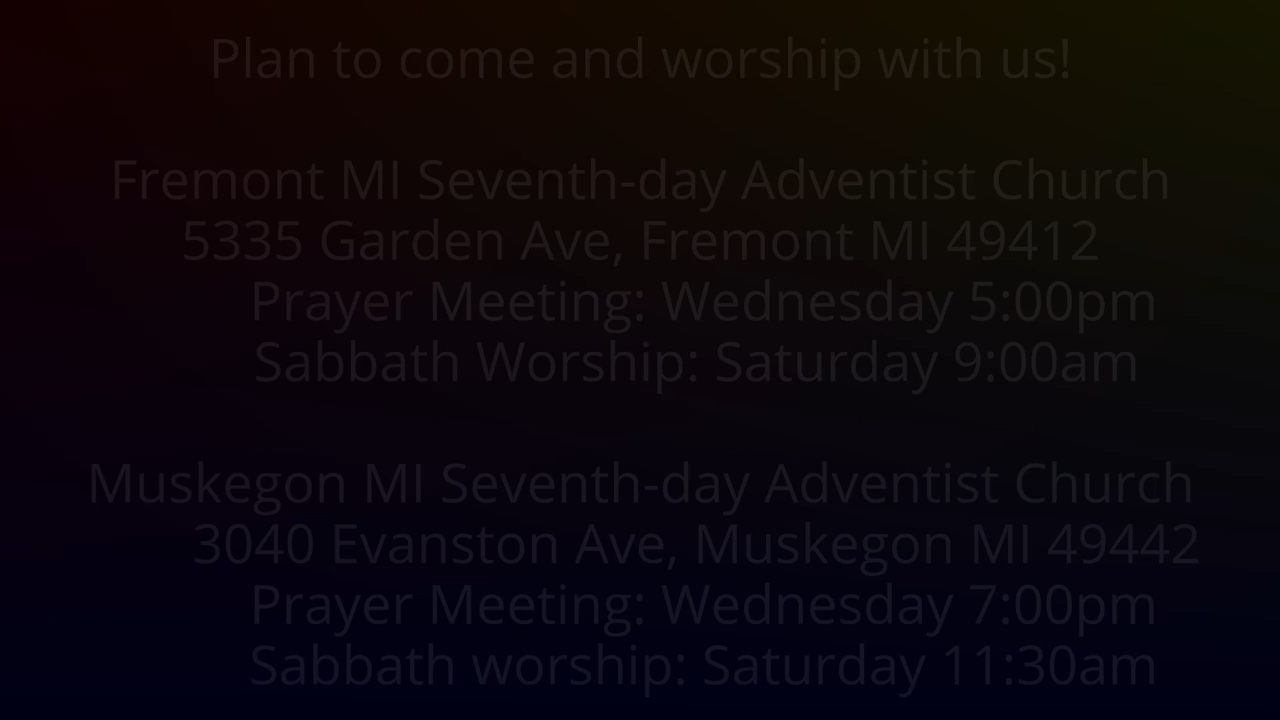 Plan to come and worship with us!
Fremont MI Seventh-day Adventist Church
5335 Garden Ave, Fremont MI 49412
Prayer Meeting: Wednesday 5:00pm
Sabbath Worship: Saturday 9:00am
Muskegon MI Seventh-day Adventist Church
3040 Evanston Ave, Muskegon MI 49442
Prayer Meeting: Wednesday 7:00pm
Sabbath worship: Saturday 11:30am